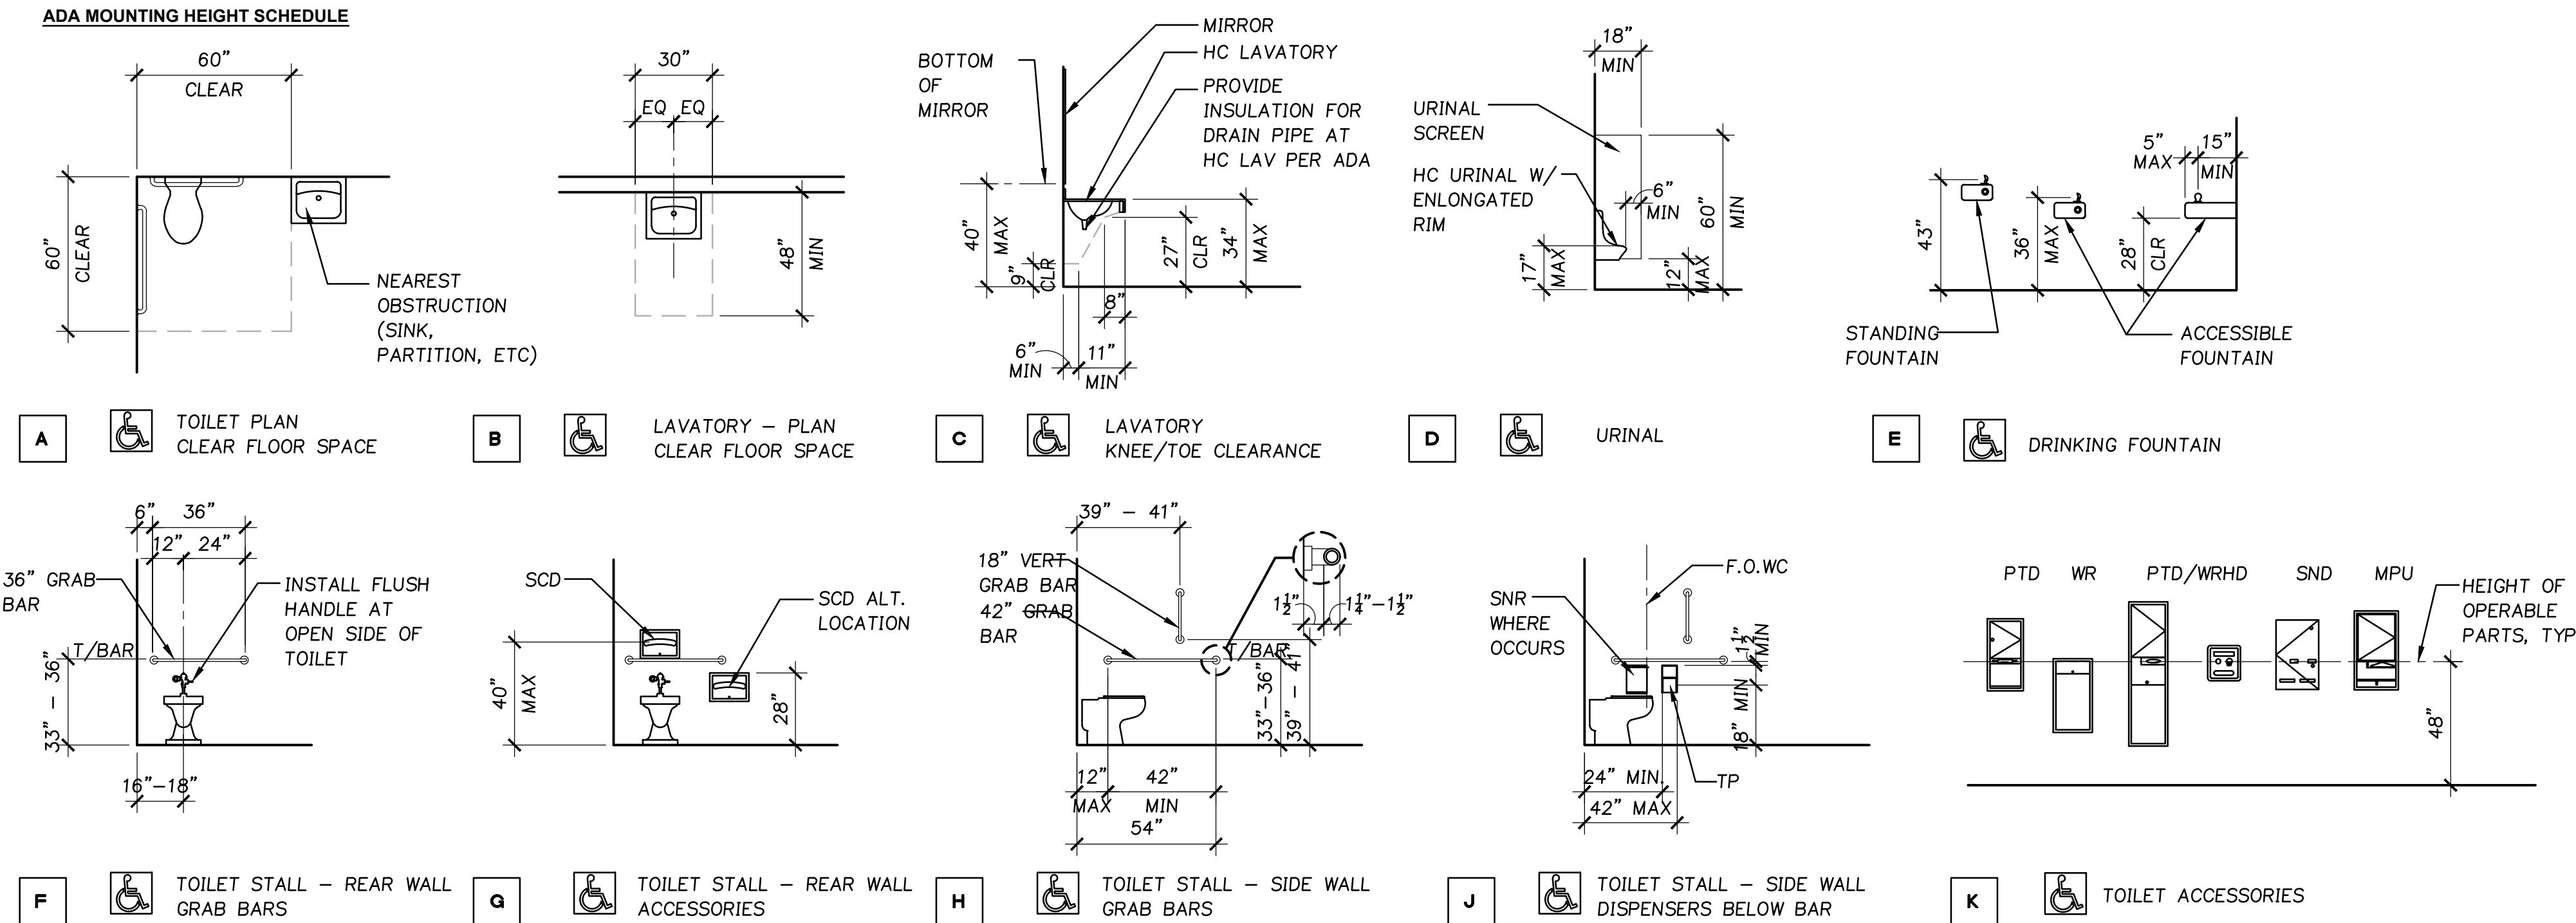 ADA MOUNTING HEIGHT SCHEDULE
60"
CLEAR
60"
CLEAR
NEAREST
OBSTRUCTION
(SINK,
PARTITION, ETC)
A
TOILET PLAN
CLEAR FLOOR SPACE
30"
EQ EQ
48"
MIN
B
LAVATORY – PLAN
CLEAR FLOOR SPACE
BOTTOM
OF
MIRROR
MIRROR
HC LAVATORY
PROVIDE
INSULATION FOR
DRAIN PIPE AT
HC LAV PER ADA
40"
MAX
9"
CLR
27"
CLR
34"
MAX
8"
6"
MIN
11"
MIN
C
LAVATORY
KNEE/TOE CLEARANCE
18"
MIN
URINAL
SCREEN
HC URINAL W/
ENLONGATED
RIM
6"
MIN
60"
MIN
17"
MAX
12"
MAX
D
URINAL
5"
MAX
15"
MIN
43"
36"
MAX
28"
CLR
STANDING
FOUNTAIN
ACCESSIBLE
FOUNTAIN
E
DRINKING FOUNTAIN
6" 36"
12" 24"
36" GRAB
BAR
INSTALL FLUSH
HANDLE AT
OPEN SIDE OF
TOILET
T/BAR
33" – 36"
16"–18"
F
TOILET STALL – REAR WALL
GRAB BARS
SCD
SCD ALT.
LOCATION
40"
MAX
28"
G
TOILET STALL – REAR WALL
ACCESSORIES
39" – 41"
18" VERT
GRAB BAR
42" GRAB
BAR
1½"
1¼"–1½"
T/BAR
33"–36"
39" – 41"
12"
MAX
42"
MIN
54"
H
TOILET STALL – SIDE WALL
GRAB BARS
F.O.WC
SNR
WHERE
OCCURS
1½"
MIN
18" MIN
24" MIN.
42" MAX
TP
J
TOILET STALL – SIDE WALL
DISPENSERS BELOW BAR
PTD WR PTD/WRHD SND MPU
HEIGHT OF
OPERABLE
PARTS, TYP
48"
K
TOILET ACCESSORIES